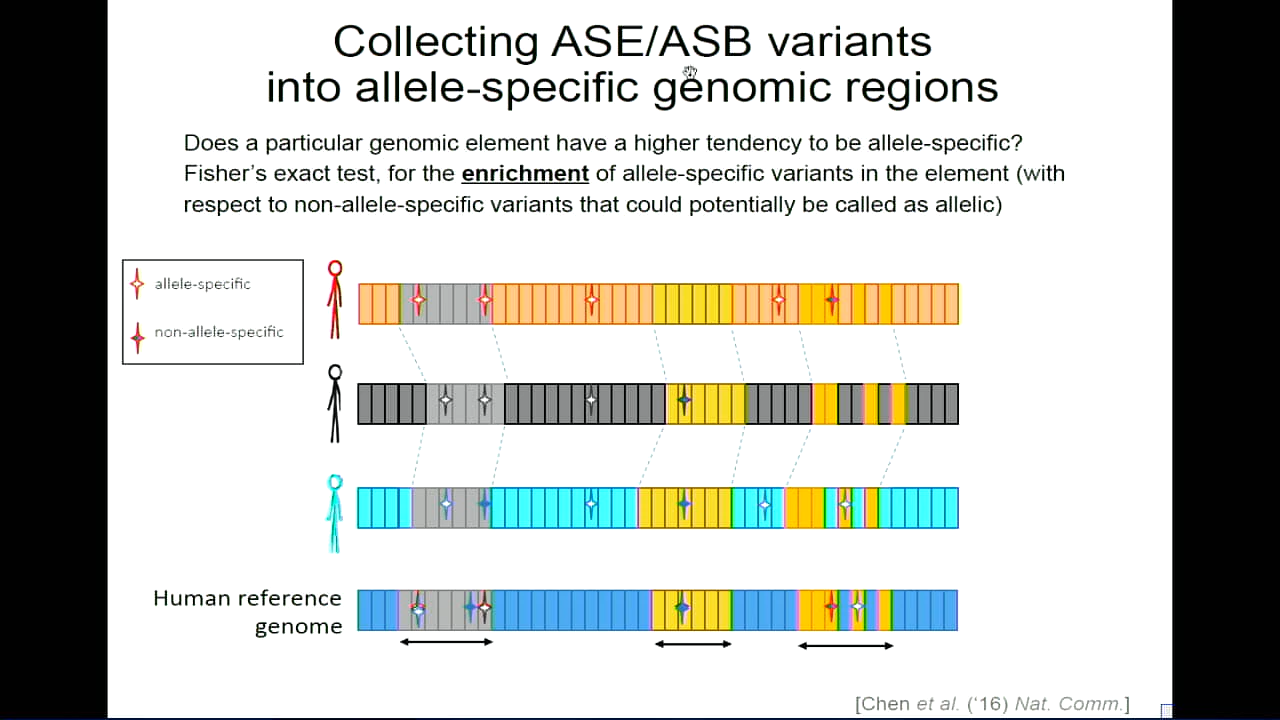 Collecting ASE/ASB variants
into allele-specific genomic regions
Does a particular genomic element have a higher tendency to be allele-specific?
Fisher’s exact test, for the enrichment of allele-specific variants in the element (with
respect to non-allele-specific variants that could potentially be called as allelic)
allele-specific
non-allele-specific
Human reference
genome
[Chen et al. (‘16) Nat. Comm.]